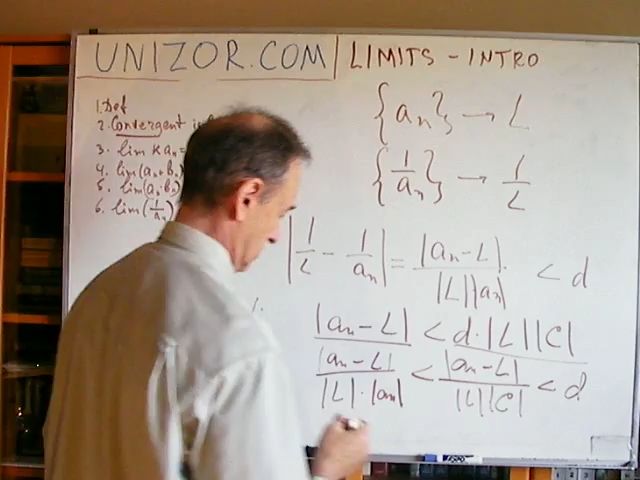 UNIZOR.COM | LIMITS - INTRO
1. Def
2. Convergent
3. lim K aₙ =
4. lim(aₙ+bₙ)
5. lim(aₙ·bₙ)
6. lim(1/aₙ)
{aₙ} → L
{1/aₙ} → 1/L
|1/L - 1/aₙ| = |aₙ-L|/|L||aₙ| < d
|aₙ-L| < d·|L||C|
|aₙ-L|/|L|·|aₙ| < |aₙ-L|/|L||C| < d